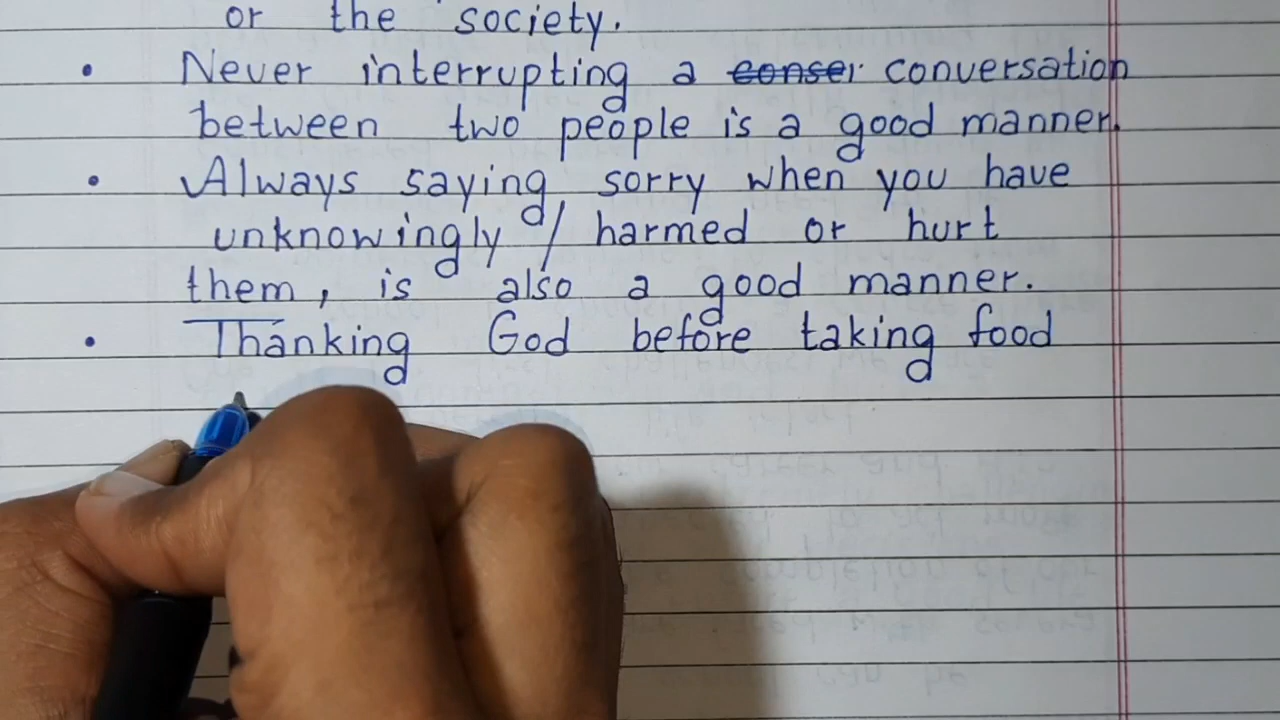 or the society.
• Never interrupting a conser conversation
between two people is a good manner.
• Always saying sorry when you have
unknowingly / harmed or hurt
them, is also a good manner.
• Thanking God before taking food